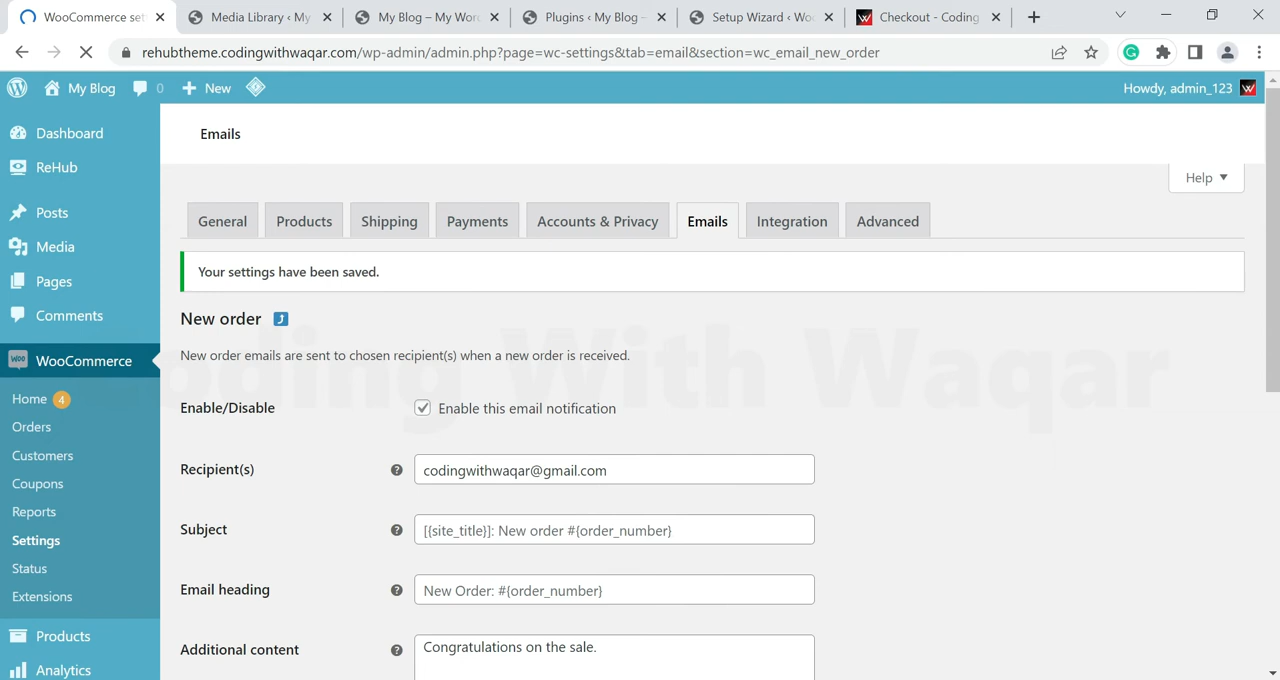 WooCommerce set
Media Library ‹ My
My Blog – My Wor
Plugins ‹ My Blog –
Setup Wizard ‹ Wo
Checkout - Coding
rehubtheme.codingwithwaqar.com/wp-admin/admin.php?page=wc-settings&tab=email&section=wc_email_new_order
My Blog
0
New
Howdy, admin_123
Dashboard
ReHub
Posts
Media
Pages
Comments
WooCommerce
Home 4
Orders
Customers
Coupons
Reports
Settings
Status
Extensions
Products
Analytics
Emails
Help
General
Products
Shipping
Payments
Accounts & Privacy
Emails
Integration
Advanced
Your settings have been saved.
New order
New order emails are sent to chosen recipient(s) when a new order is received.
Coding With Waqar
Enable/Disable
Enable this email notification
Recipient(s)
codingwithwaqar@gmail.com
Subject
[{site_title}]: New order #{order_number}
Email heading
New Order: #{order_number}
Additional content
Congratulations on the sale.